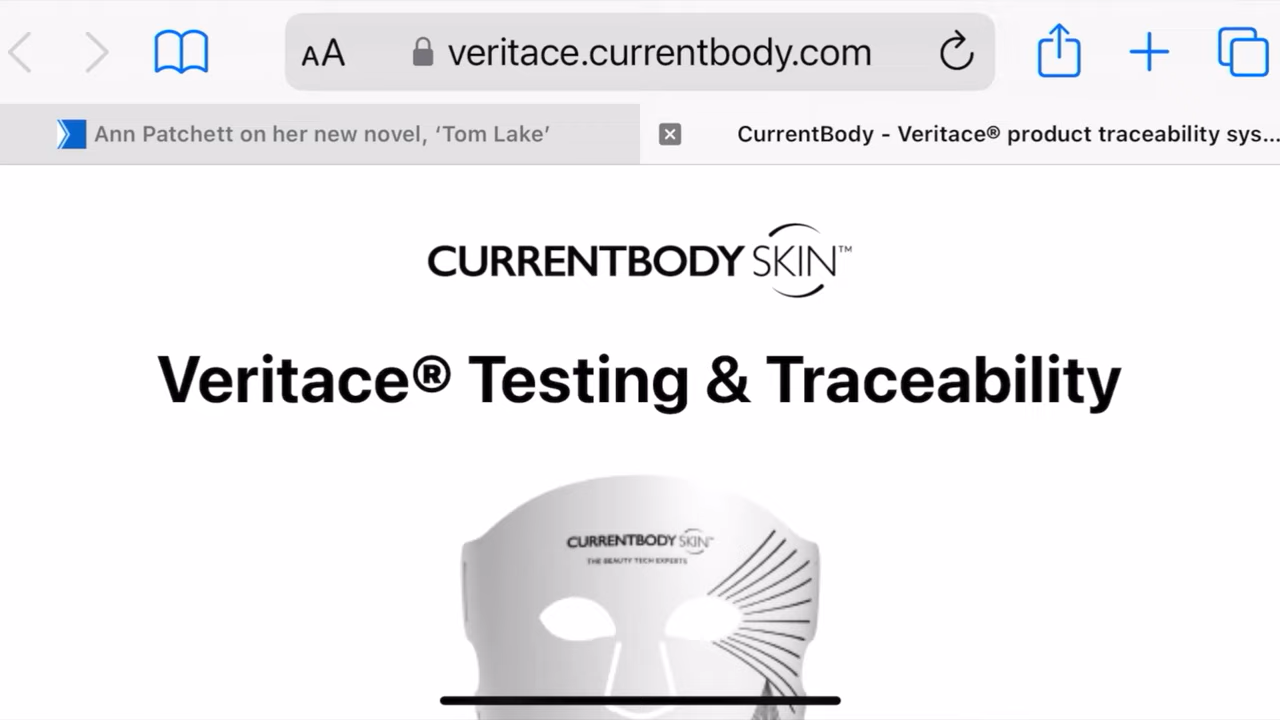 AA veritace.currentbody.com
Ann Patchett on her new novel, ‘Tom Lake’
CurrentBody - Veritace® product traceability sys...
CURRENTBODY SKIN™
Veritace® Testing & Traceability
CURRENTBODY SKIN™
THE BEAUTY TECH EXPERTS